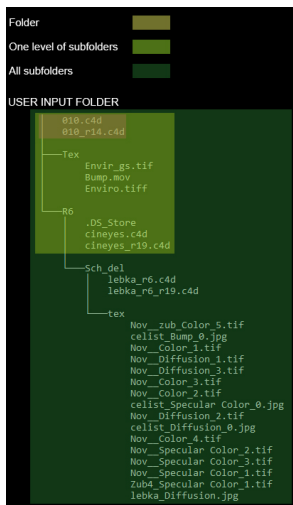 Folder
One level of subfolders
All subfolders
USER INPUT FOLDER
010.c4d
010_r14.c4d
Tex
Envir_gs.tif
Bump.mov
Enviro.tiff
R6
.DS_Store
cineyes.c4d
cineyes_r19.c4d
Sch_del
lebka_r6.c4d
lebka_r6_r19.c4d
tex
Nov__zub_Color_5.tif
celist_Bump_0.jpg
Nov__Color_1.tif
Nov__Diffusion_1.tif
Nov__Diffusion_3.tif
Nov__Color_3.tif
Nov__Color_2.tif
celist_Specular Color_0.jpg
Nov__Diffusion_2.tif
celist_Diffusion_0.jpg
Nov__Color_4.tif
Nov__Specular Color_2.tif
Nov__Specular Color_3.tif
Nov__Specular Color_1.tif
Zub4_Specular Color_1.tif
lebka_Diffusion.jpg